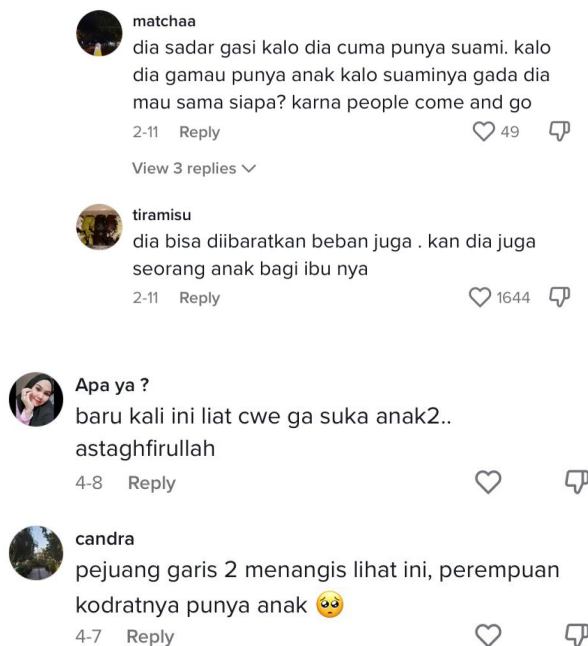 matchaa
dia sadar gasi kalo dia cuma punya suami. kalo
dia gamau punya anak kalo suaminya gada dia
mau sama siapa? karna people come and go
2-11 Reply 49
View 3 replies
tiramisu
dia bisa diibaratkan beban juga . kan dia juga
seorang anak bagi ibu nya
2-11 Reply 1644
Apa ya ?
baru kali ini liat cwe ga suka anak2..
astaghfirullah
4-8 Reply
candra
pejuang garis 2 menangis lihat ini, perempuan
kodratnya punya anak 🥺
4-7 Reply